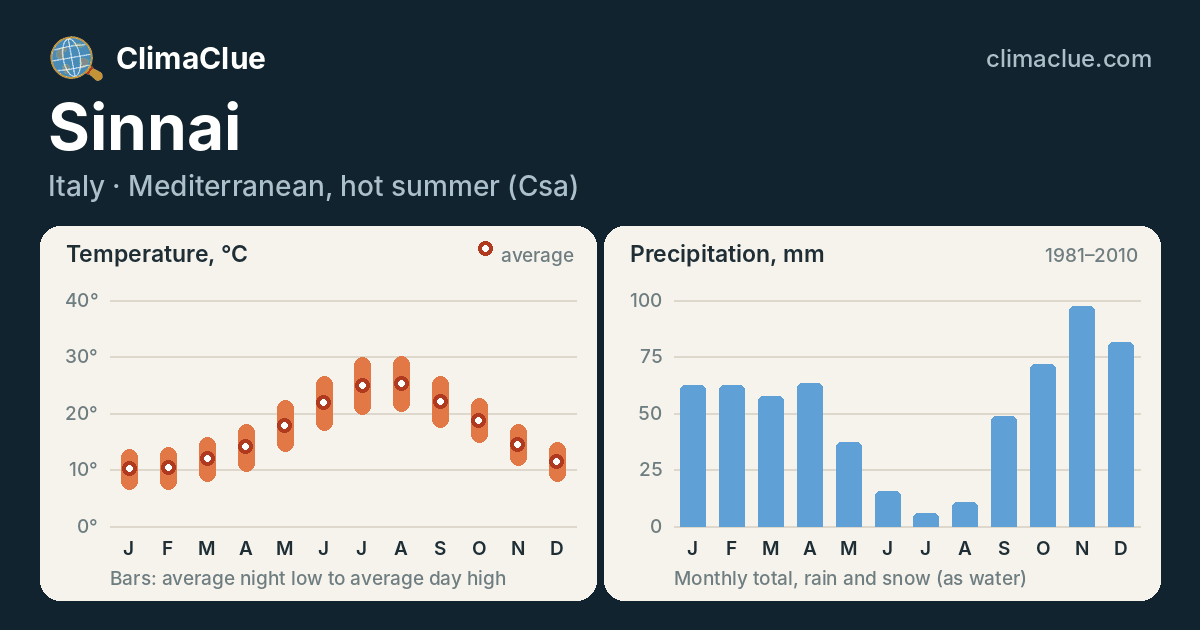 ClimaClue
climaclue.com
Sinnai
Italy · Mediterranean, hot summer (Csa)
Temperature, °C
average
40°
30°
20°
10°
0°
J F M A M J J A S O N D
Bars: average night low to average day high
Precipitation, mm
1981–2010
100
75
50
25
0
J F M A M J J A S O N D
Monthly total, rain and snow (as water)